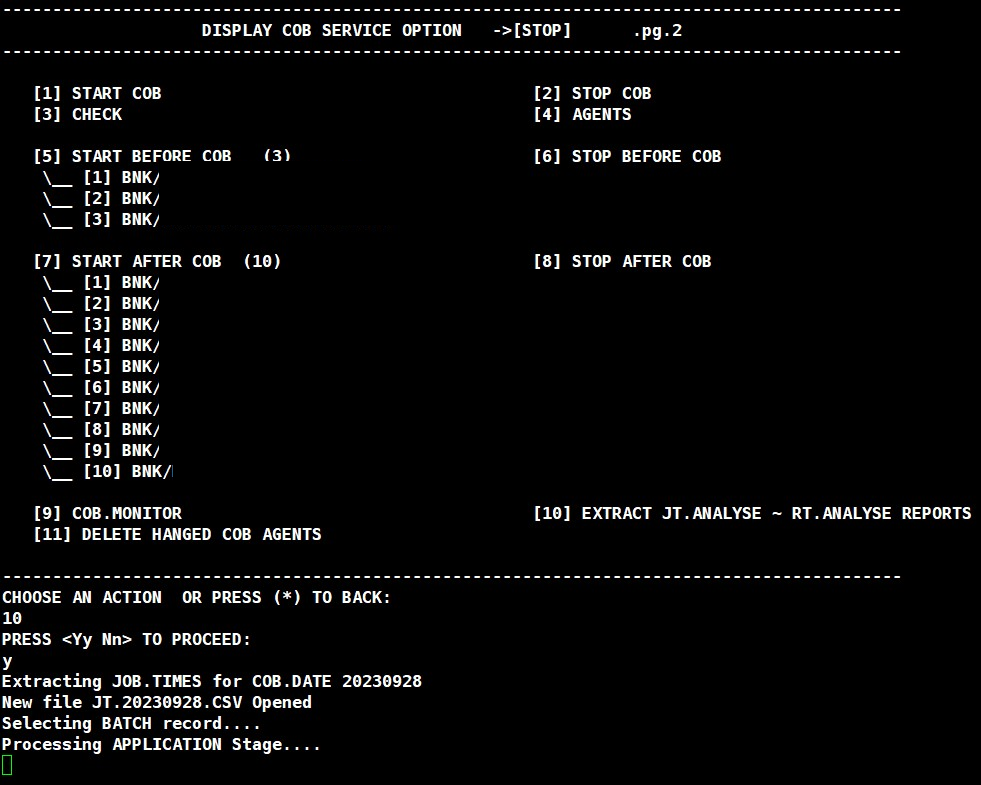 ------------------------------------------------------------------------------------------
DISPLAY COB SERVICE OPTION ->[STOP] .pg.2
------------------------------------------------------------------------------------------
[1] START COB [2] STOP COB
[3] CHECK [4] AGENTS
[5] START BEFORE COB (3) [6] STOP BEFORE COB
\__ [1] BNK/
\__ [2] BNK/
\__ [3] BNK/
[7] START AFTER COB (10) [8] STOP AFTER COB
\__ [1] BNK/
\__ [2] BNK/
\__ [3] BNK/
\__ [4] BNK/
\__ [5] BNK/
\__ [6] BNK/
\__ [7] BNK/
\__ [8] BNK/
\__ [9] BNK/
\__ [10] BNK/
[9] COB.MONITOR [10] EXTRACT JT.ANALYSE ~ RT.ANALYSE REPORTS
[11] DELETE HANGED COB AGENTS
------------------------------------------------------------------------------------------
CHOOSE AN ACTION OR PRESS (*) TO BACK:
10
PRESS <Yy Nn> TO PROCEED:
y
Extracting JOB.TIMES for COB.DATE 20230928
New file JT.20230928.CSV Opened
Selecting BATCH record....
Processing APPLICATION Stage....